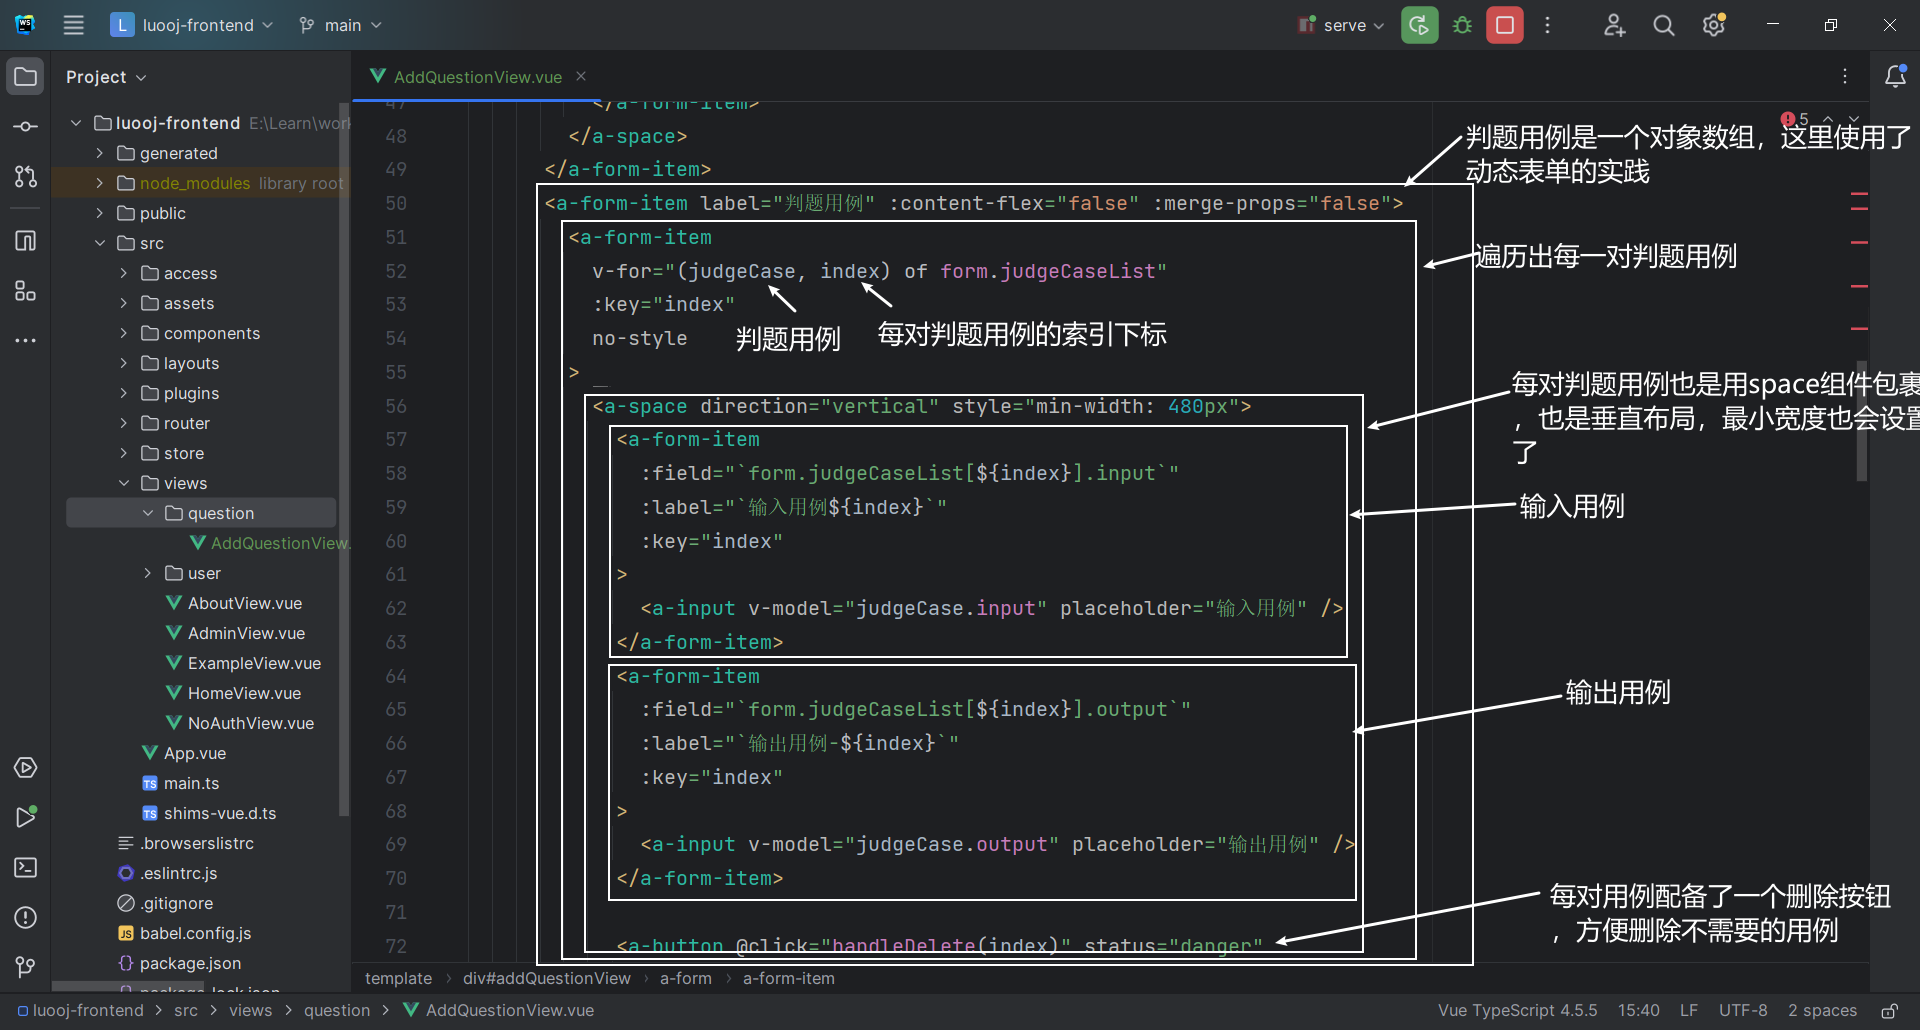 L luooj-frontend
main
serve
Project
AddQuestionView.vue
luooj-frontend E:\Learn\work
generated
node_modules library root
public
src
access
assets
components
layouts
plugins
router
store
views
question
AddQuestionView.
user
AboutView.vue
AdminView.vue
ExampleView.vue
HomeView.vue
NoAuthView.vue
App.vue
main.ts
shims-vue.d.ts
.browserslistrc
.eslintrc.js
.gitignore
babel.config.js
package.json
package-lock.json
5
47 </a-form-item>
48 </a-space>
49 </a-form-item>
50 <a-form-item label="判题用例" :content-flex="false" :merge-props="false">
51 <a-form-item
52 v-for="(judgeCase, index) of form.judgeCaseList"
53 :key="index"
54 no-style
55 >
56 <a-space direction="vertical" style="min-width: 480px">
57 <a-form-item
58 :field="`form.judgeCaseList[${index}].input`"
59 :label="`输入用例${index}`"
60 :key="index"
61 >
62 <a-input v-model="judgeCase.input" placeholder="输入用例" />
63 </a-form-item>
64 <a-form-item
65 :field="`form.judgeCaseList[${index}].output`"
66 :label="`输出用例-${index}`"
67 :key="index"
68 >
69 <a-input v-model="judgeCase.output" placeholder="输出用例" />
70 </a-form-item>
71
72 <a-button @click="handleDelete(index)" status="danger"
判题用例是一个对象数组，这里使用了
动态表单的实践
遍历出每一对判题用例
判题用例
每对判题用例的索引下标
每对判题用例也是用space组件包裹
，也是垂直布局，最小宽度也会设置
了
输入用例
输出用例
每对用例配备了一个删除按钮
，方便删除不需要的用例
template > div#addQuestionView > a-form > a-form-item
luooj-frontend > src > views > question > AddQuestionView.vue
Vue TypeScript 4.5.5 15:40 LF UTF-8 2 spaces